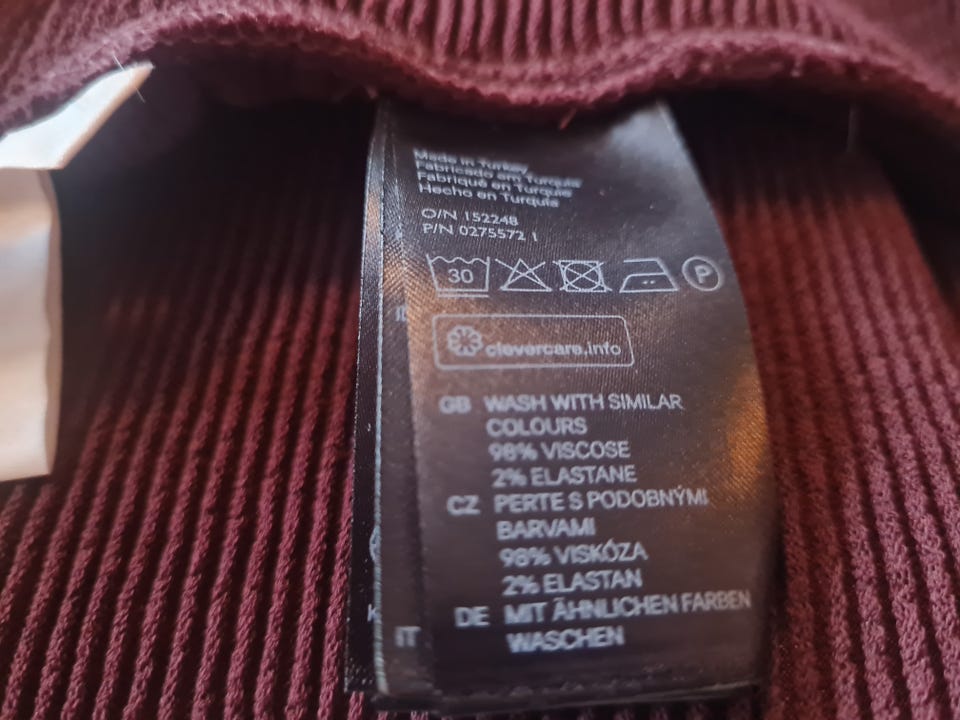 Made in Turkey
Fabricado em Turquia
Fabriqué en Turquie
Hecho en Turquía
O/N 152248
P/N 0275572 1
30
P
clevercare.info
GB WASH WITH SIMILAR
COLOURS
98% VISCOSE
2% ELASTANE
CZ PERTE S PODOBNÝMI
BARVAMI
98% VISKÓZA
2% ELASTAN
DE MIT ÄHNLICHEN FARBEN
WASCHEN
IT